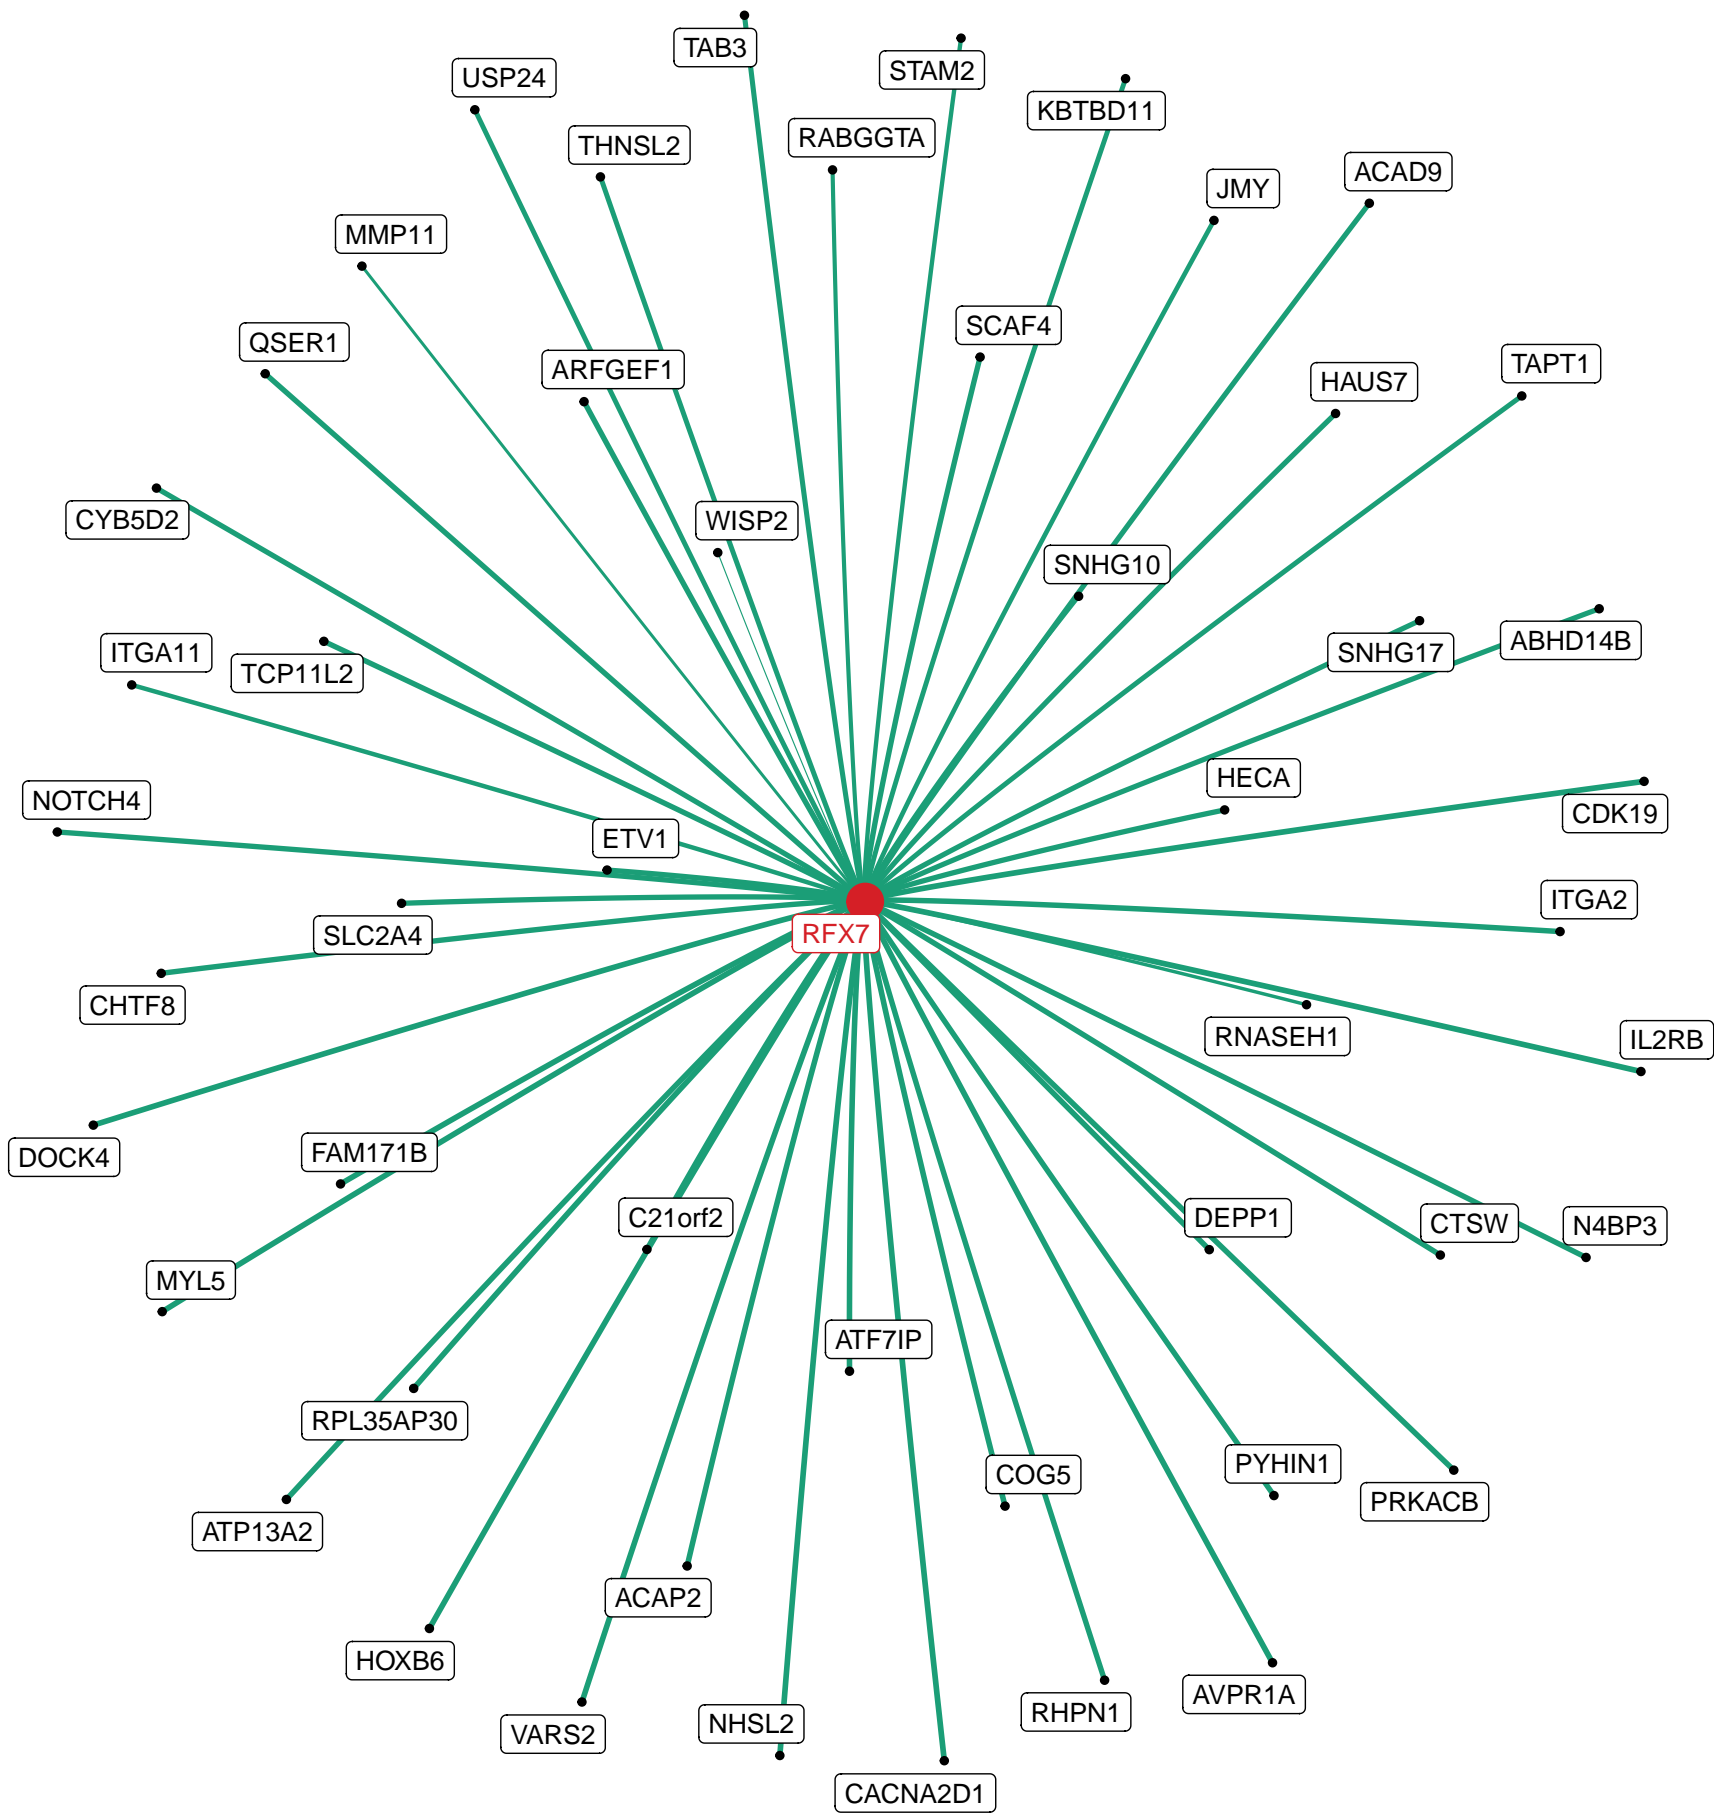 TAB3
STAM2
USP24
KBTBD11
RABGGTA
THNSL2
ACAD9
JMY
MMP11
SCAF4
QSER1
TAPT1
ARFGEF1
HAUS7
CYB5D2
WISP2
SNHG10
ABHD14B
ITGA11
SNHG17
TCP11L2
HECA
NOTCH4
CDK19
ETV1
ITGA2
RFX7
SLC2A4
CHTF8
RNASEH1
IL2RB
FAM171B
DOCK4
C21orf2
DEPP1
CTSW
N4BP3
MYL5
ATF7IP
RPL35AP30
PYHIN1
COG5
PRKACB
ATP13A2
ACAP2
HOXB6
AVPR1A
RHPN1
NHSL2
VARS2
CACNA2D1